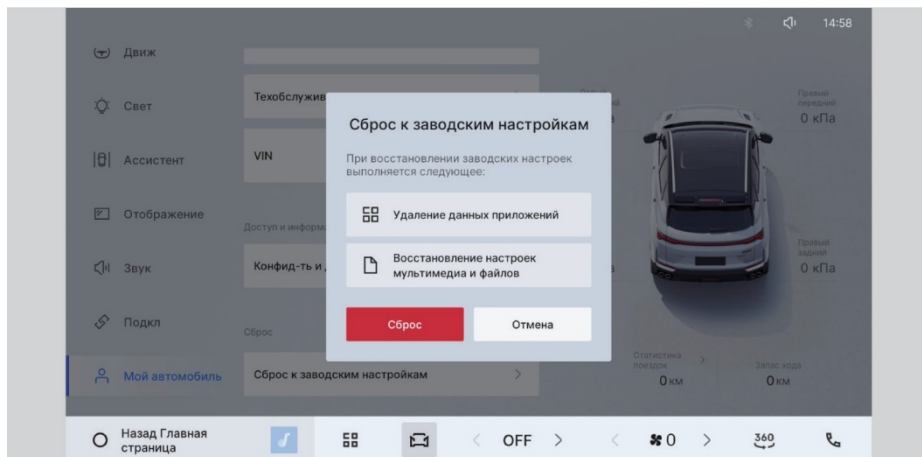 14:58
Движ
Свет
Ассистент
Отображение
Звук
Подкл
Мой автомобиль
Техобслужив
VIN
Доступ и информ
Конфид-ть и
Сброс
Сброс к заводским настройкам
Сброс к заводским настройкам
При восстановлении заводских настроек
выполняется следующее:
Удаление данных приложений
Восстановление настроек
мультимедиа и файлов
Сброс
Отмена
Правый
передний
0 кПа
Правый
задний
0 кПа
Статистика
поездок
0 км
Запас хода
0 км
Назад Главная
страница
OFF
0
360